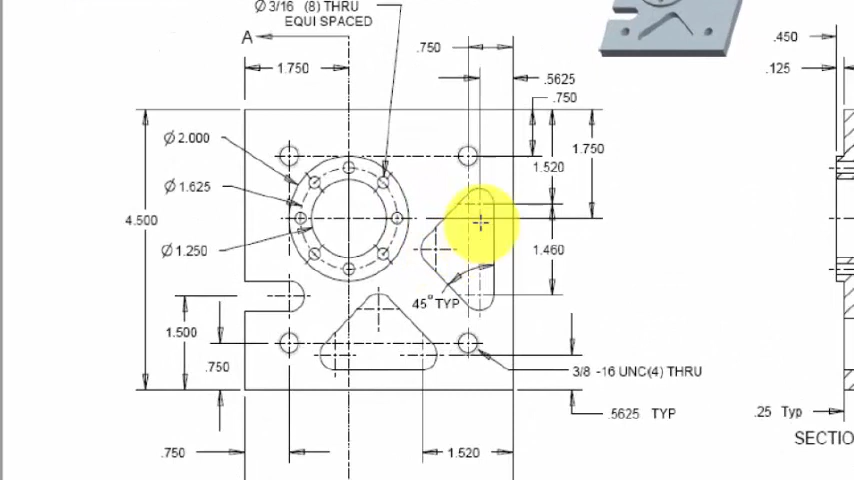 Ø 3/16 (8) THRU
EQUI SPACED
A
.750
.450
1.750
.5625
.125
.750
Ø 2.000
1.750
1.520
Ø 1.625
4.500
Ø 1.250
1.460
45° TYP
1.500
.750
3/8 -16 UNC(4) THRU
.5625 TYP
.25 Typ
SECTIO
.750
1.520